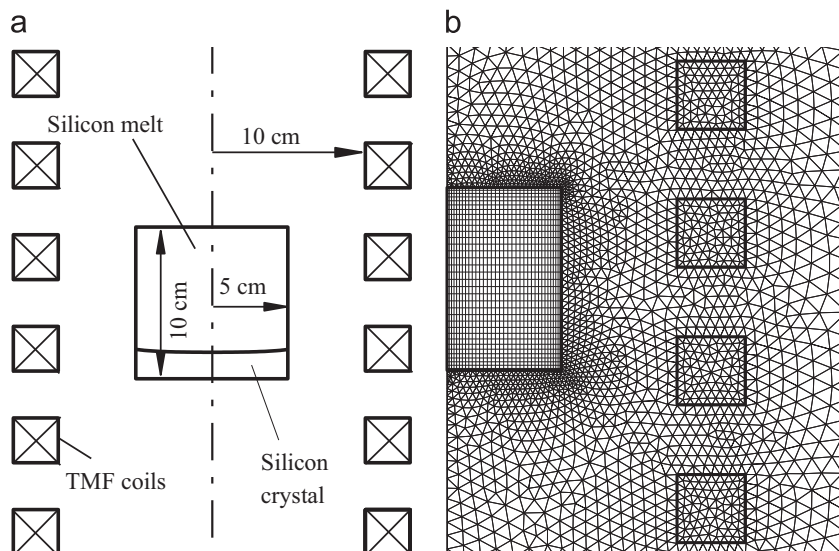 a
b
Silicon melt
10 cm
5 cm
10 cm
TMF coils
Silicon
crystal